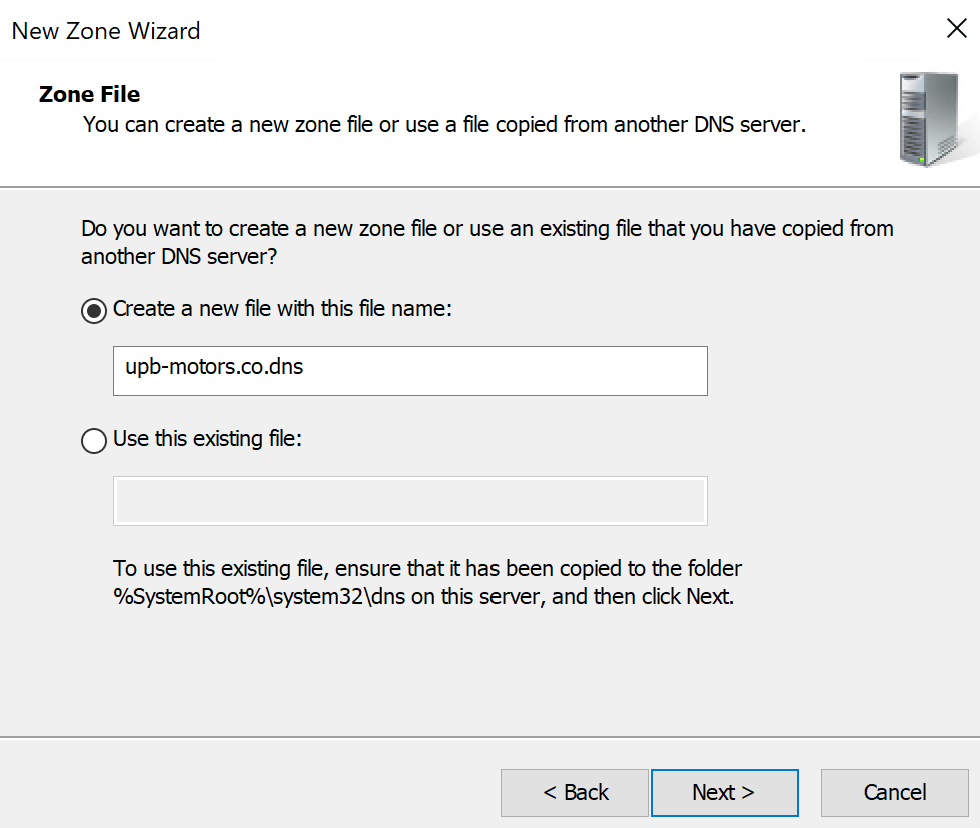 New Zone Wizard
Zone File
You can create a new zone file or use a file copied from another DNS server.
Do you want to create a new zone file or use an existing file that you have copied from
another DNS server?
Create a new file with this file name:
upb-motors.co.dns
Use this existing file:
To use this existing file, ensure that it has been copied to the folder
%SystemRoot%\system32\dns on this server, and then click Next.
< Back
Next >
Cancel